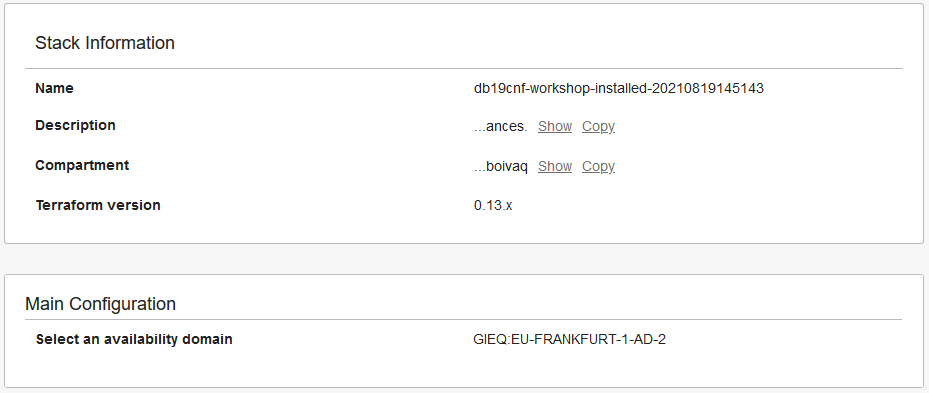 Stack Information
Name db19cnf-workshop-installed-20210819145143
Description ...ances. Show Copy
Compartment ...boivaq Show Copy
Terraform version 0.13.x
Main Configuration
Select an availability domain GIEQ:EU-FRANKFURT-1-AD-2